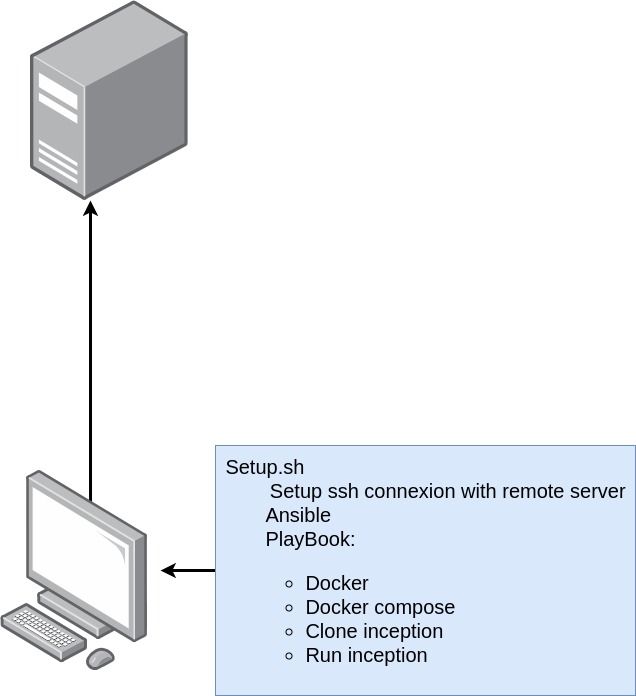 Setup.sh
Setup ssh connexion with remote server
Ansible
PlayBook:
Docker
Docker compose
Clone inception
Run inception